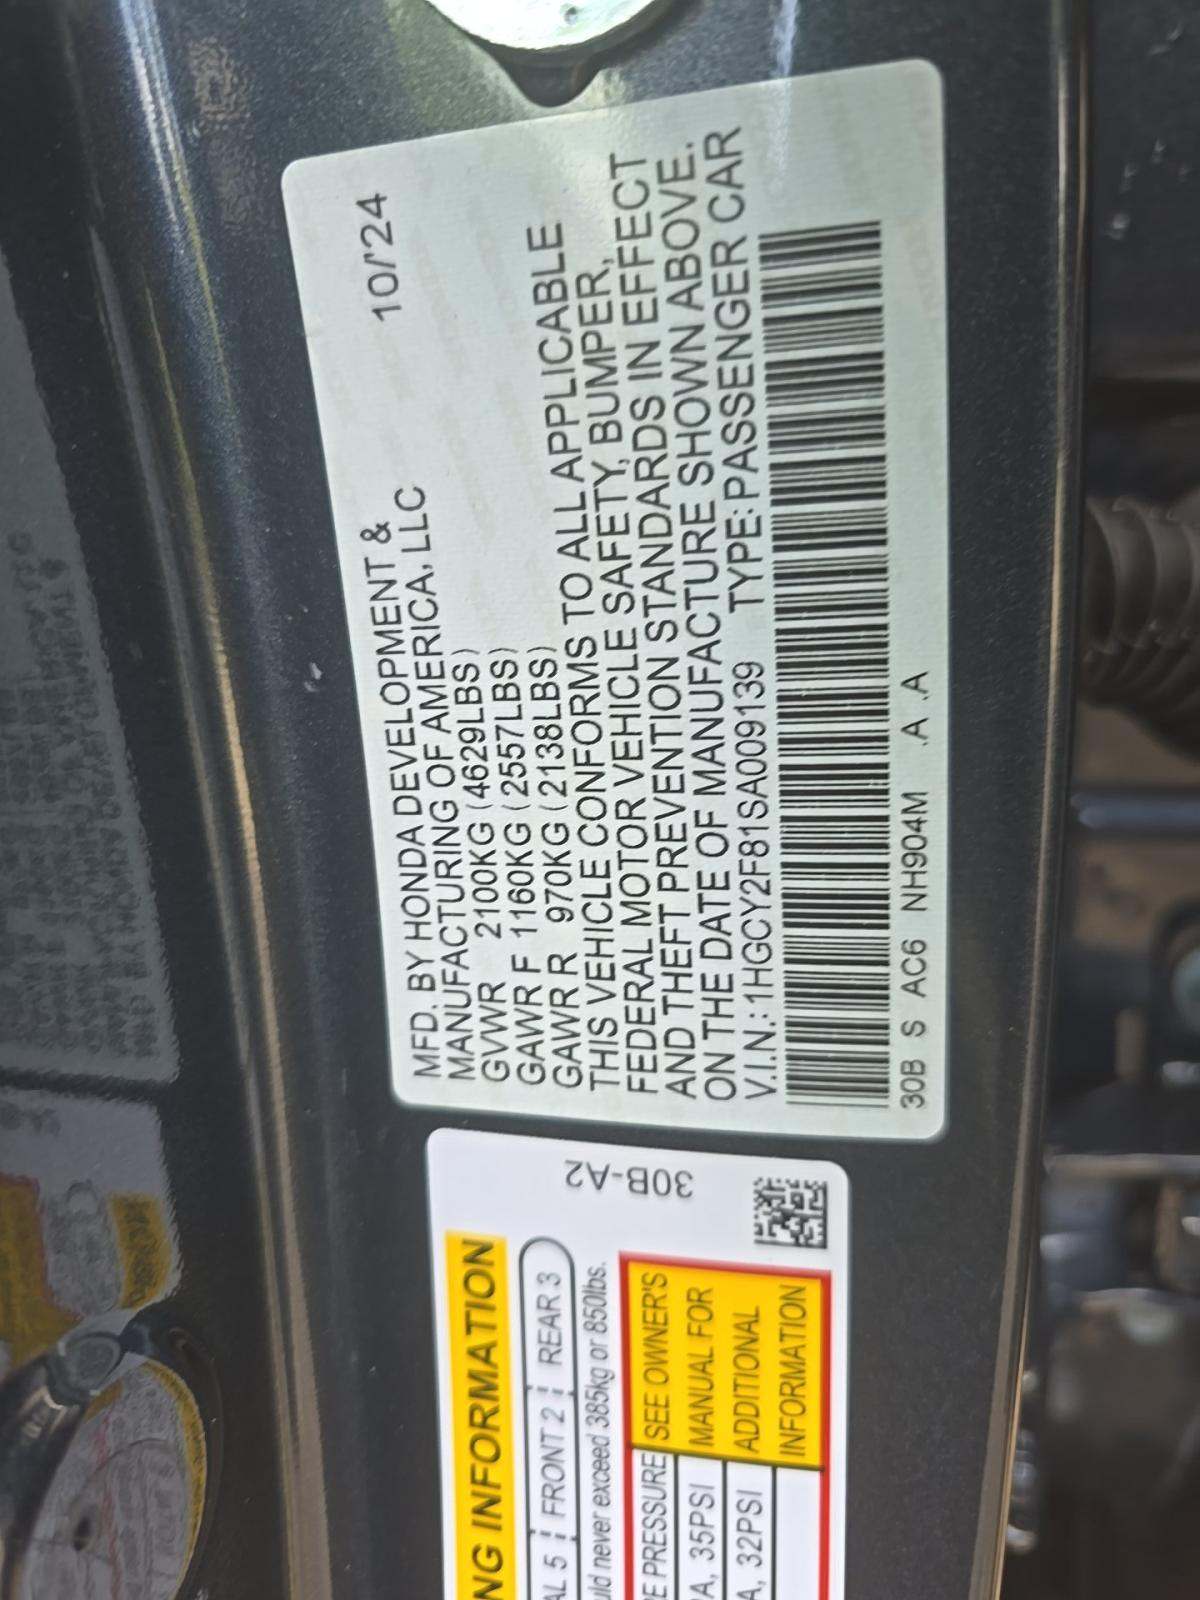 MFD. BY HONDA DEVELOPMENT &
MANUFACTURING OF AMERICA, LLC 10/'24
GVWR 2100KG (4629LBS)
GAWR F 1160KG (2557LBS)
GAWR R 970KG (2138LBS)
THIS VEHICLE CONFORMS TO ALL APPLICABLE
FEDERAL MOTOR VEHICLE SAFETY, BUMPER,
AND THEFT PREVENTION STANDARDS IN EFFECT
ON THE DATE OF MANUFACTURE SHOWN ABOVE.
V.I.N.: 1HGCY2F81SA009139 TYPE: PASSENGER CAR
30B S AC6 NH904M .A .A
30B-A2
NG INFORMATION
AL 5 FRONT 2 REAR 3
uld never exceed 385kg or 850lbs.
RE PRESSURE
A, 35PSI
A, 32PSI
SEE OWNER'S
MANUAL FOR
ADDITIONAL
INFORMATION